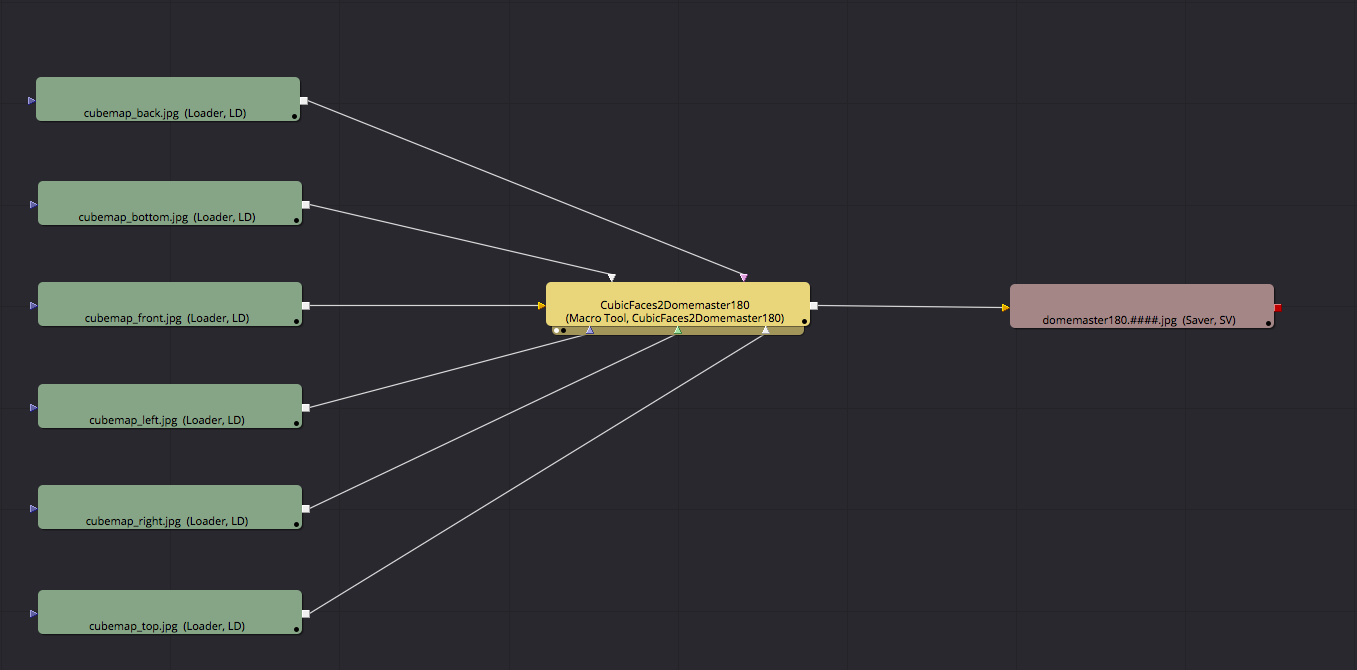 cubemap_back.jpg (Loader, LD)
cubemap_bottom.jpg (Loader, LD)
cubemap_front.jpg (Loader, LD)
CubicFaces2Domemaster180
(Macro Tool, CubicFaces2Domemaster180)
domemaster180.####.jpg (Saver, SV)
cubemap_left.jpg (Loader, LD)
cubemap_right.jpg (Loader, LD)
cubemap_top.jpg (Loader, LD)